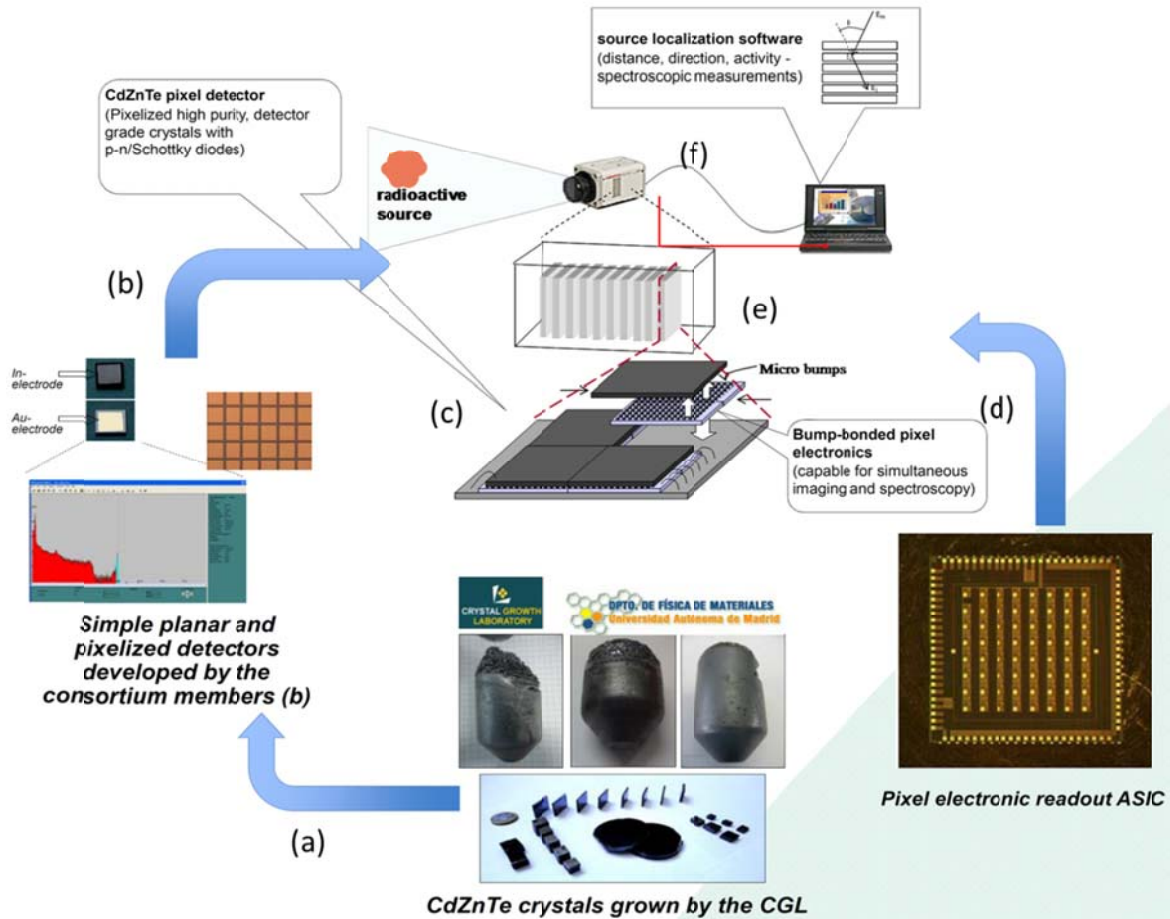 source localization software
(distance, direction, activity -
spectroscopic measurements)
CdZnTe pixel detector
(Pixelized high purity, detector
grade crystals with
p-n/Schottky diodes)
(f)
radioactive
source
(b)
(e)
In-
electrode
Au-
electrode
(c)
Micro bumps
(d)
Bump-bonded pixel
electronics
(capable for simultaneous
imaging and spectroscopy)
Simple planar and
pixelized detectors
developed by the
consortium members (b)
CRYSTAL GROWTH
LABORATORY
DPTO. DE FÍSICA DE MATERIALES
Universidad Autónoma de Madrid
Pixel electronic readout ASIC
(a)
CdZnTe crystals grown by the CGL